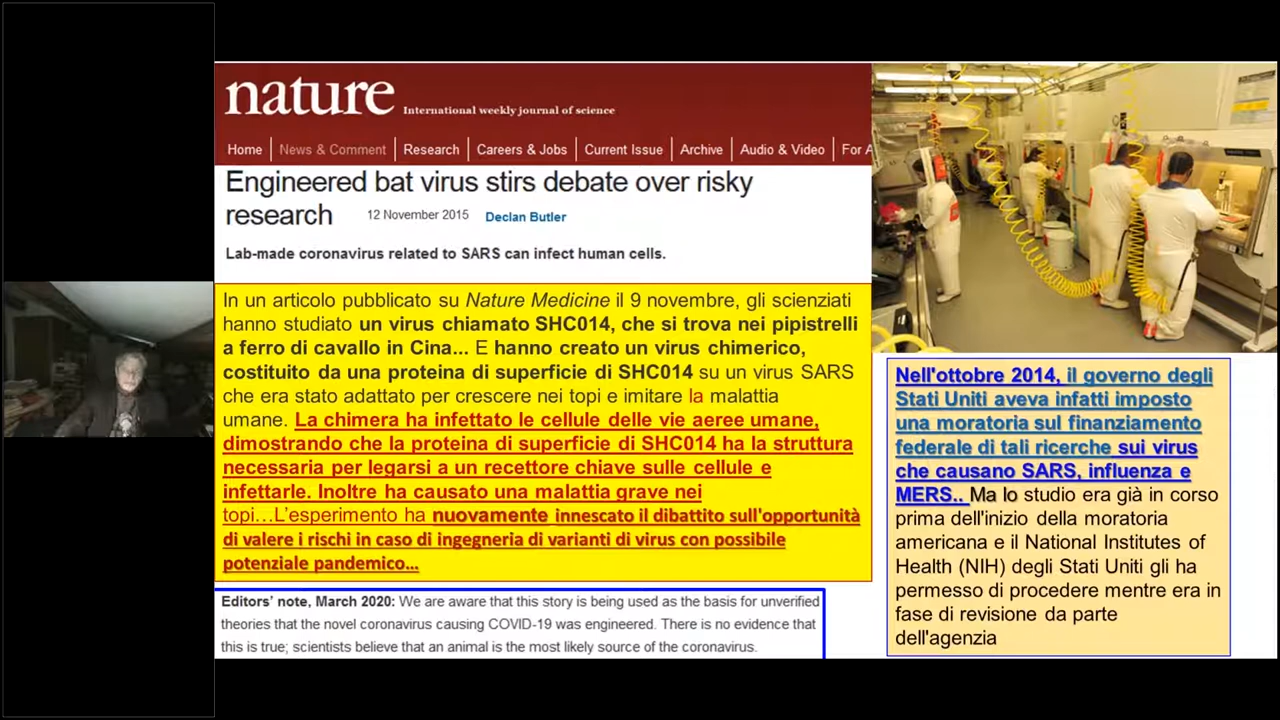 nature International weekly journal of science
Home News & Comment Research Careers & Jobs Current Issue Archive Audio & Video For A
Engineered bat virus stirs debate over risky
research 12 November 2015 Declan Butler
Lab-made coronavirus related to SARS can infect human cells.
In un articolo pubblicato su Nature Medicine il 9 novembre, gli scienziati
hanno studiato un virus chiamato SHC014, che si trova nei pipistrelli
a ferro di cavallo in Cina... E hanno creato un virus chimerico,
costituito da una proteina di superficie di SHC014 su un virus SARS
che era stato adattato per crescere nei topi e imitare la malattia
umane. La chimera ha infettato le cellule delle vie aeree umane,
dimostrando che la proteina di superficie di SHC014 ha la struttura
necessaria per legarsi a un recettore chiave sulle cellule e
infettarle. Inoltre ha causato una malattia grave nei
topi…L'esperimento ha nuovamente innescato il dibattito sull'opportunità
di valere i rischi in caso di ingegneria di varianti di virus con possibile
potenziale pandemico…
Editors' note, March 2020: We are aware that this story is being used as the basis for unverified
theories that the novel coronavirus causing COVID-19 was engineered. There is no evidence that
this is true; scientists believe that an animal is the most likely source of the coronavirus.
Nell'ottobre 2014, il governo degli
Stati Uniti aveva infatti imposto
una moratoria sul finanziamento
federale di tali ricerche sui virus
che causano SARS, influenza e
MERS.. Ma lo studio era già in corso
prima dell'inizio della moratoria
americana e il National Institutes of
Health (NIH) degli Stati Uniti gli ha
permesso di procedere mentre era in
fase di revisione da parte
dell'agenzia